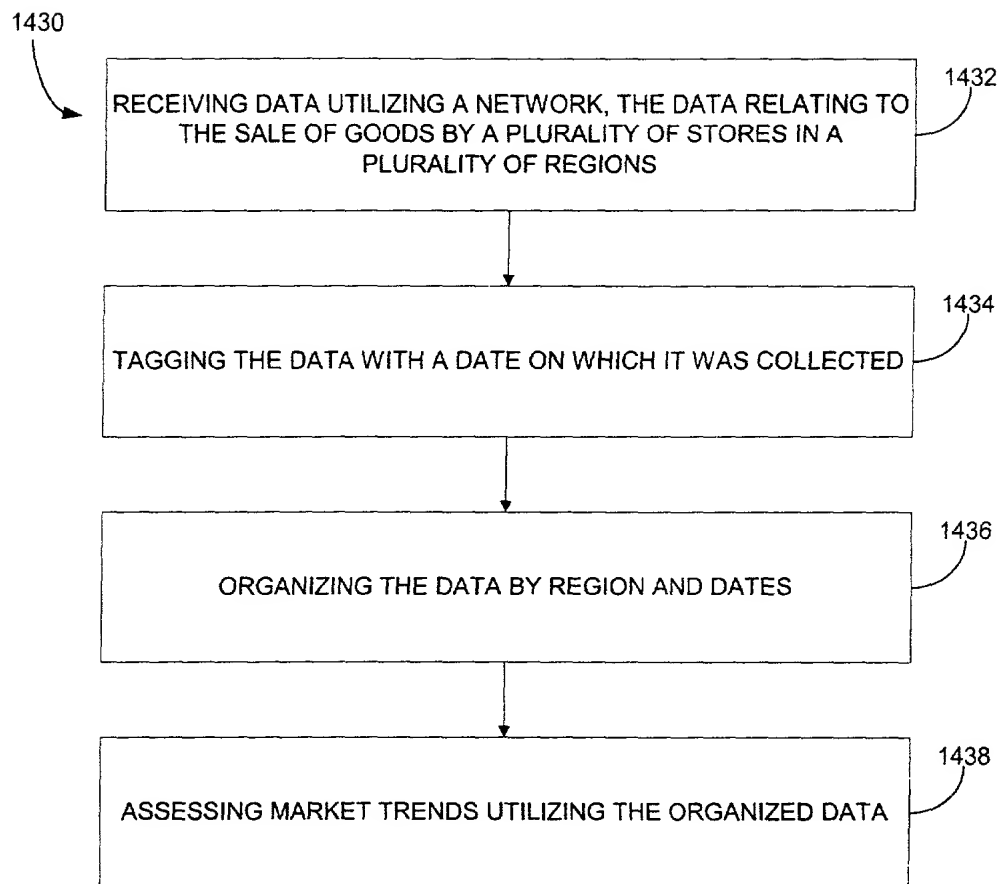 1430
1432
RECEIVING DATA UTILIZING A NETWORK, THE DATA RELATING TO
THE SALE OF GOODS BY A PLURALITY OF STORES IN A
PLURALITY OF REGIONS
1434
TAGGING THE DATA WITH A DATE ON WHICH IT WAS COLLECTED
1436
ORGANIZING THE DATA BY REGION AND DATES
1438
ASSESSING MARKET TRENDS UTILIZING THE ORGANIZED DATA